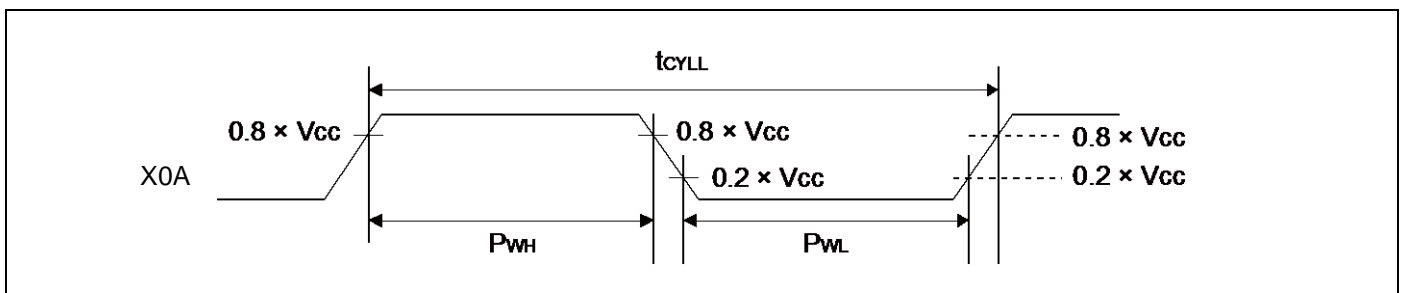 tCYLL
0.8 × Vcc
0.8 × Vcc
0.8 × Vcc
X0A
0.2 × Vcc
0.2 × Vcc
PWH
PWL